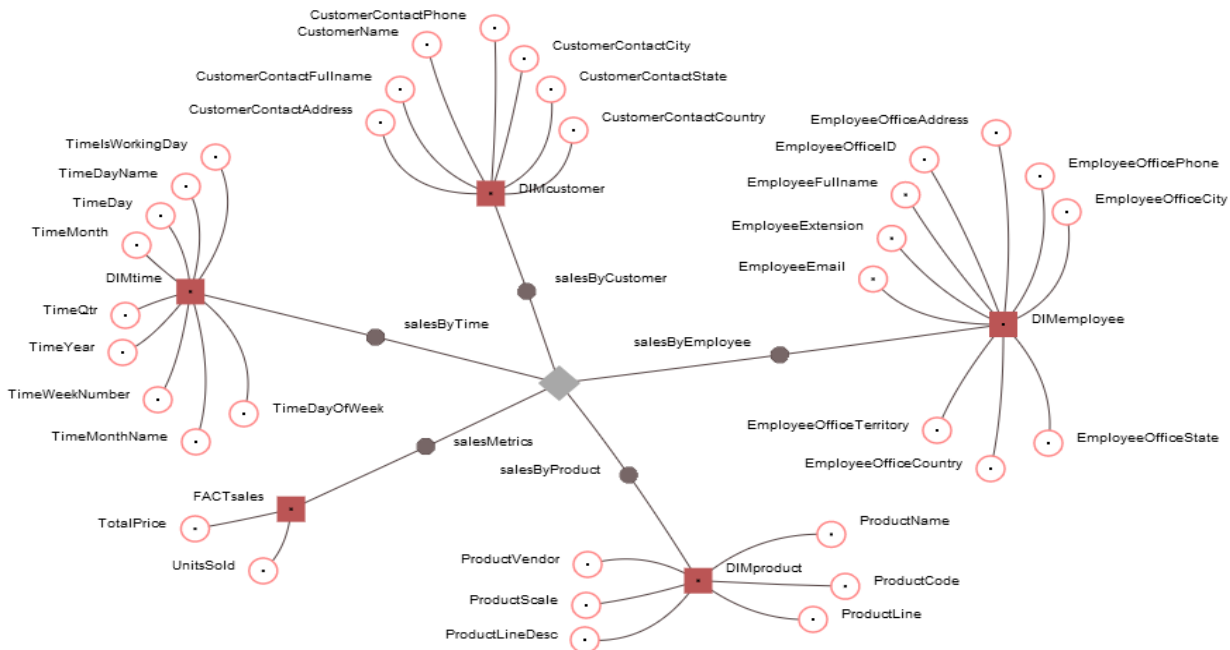 CustomerContactPhone
CustomerName
CustomerContactCity
CustomerContactFullname
CustomerContactState
CustomerContactAddress
CustomerContactCountry
DIMcustomer
TimeIsWorkingDay
TimeDayName
TimeDay
TimeMonth
DIMtime
TimeQtr
TimeYear
TimeWeekNumber
TimeDayOfWeek
TimeMonthName
EmployeeOfficeAddress
EmployeeOfficeID
EmployeeOfficePhone
EmployeeFullname
EmployeeOfficeCity
EmployeeExtension
EmployeeEmail
DIMemployee
EmployeeOfficeTerritory
EmployeeOfficeState
EmployeeOfficeCountry
salesByCustomer
salesByTime
salesByEmployee
salesMetrics
salesByProduct
FACTsales
TotalPrice
UnitsSold
ProductName
ProductVendor
DIMproduct
ProductCode
ProductScale
ProductLine
ProductLineDesc